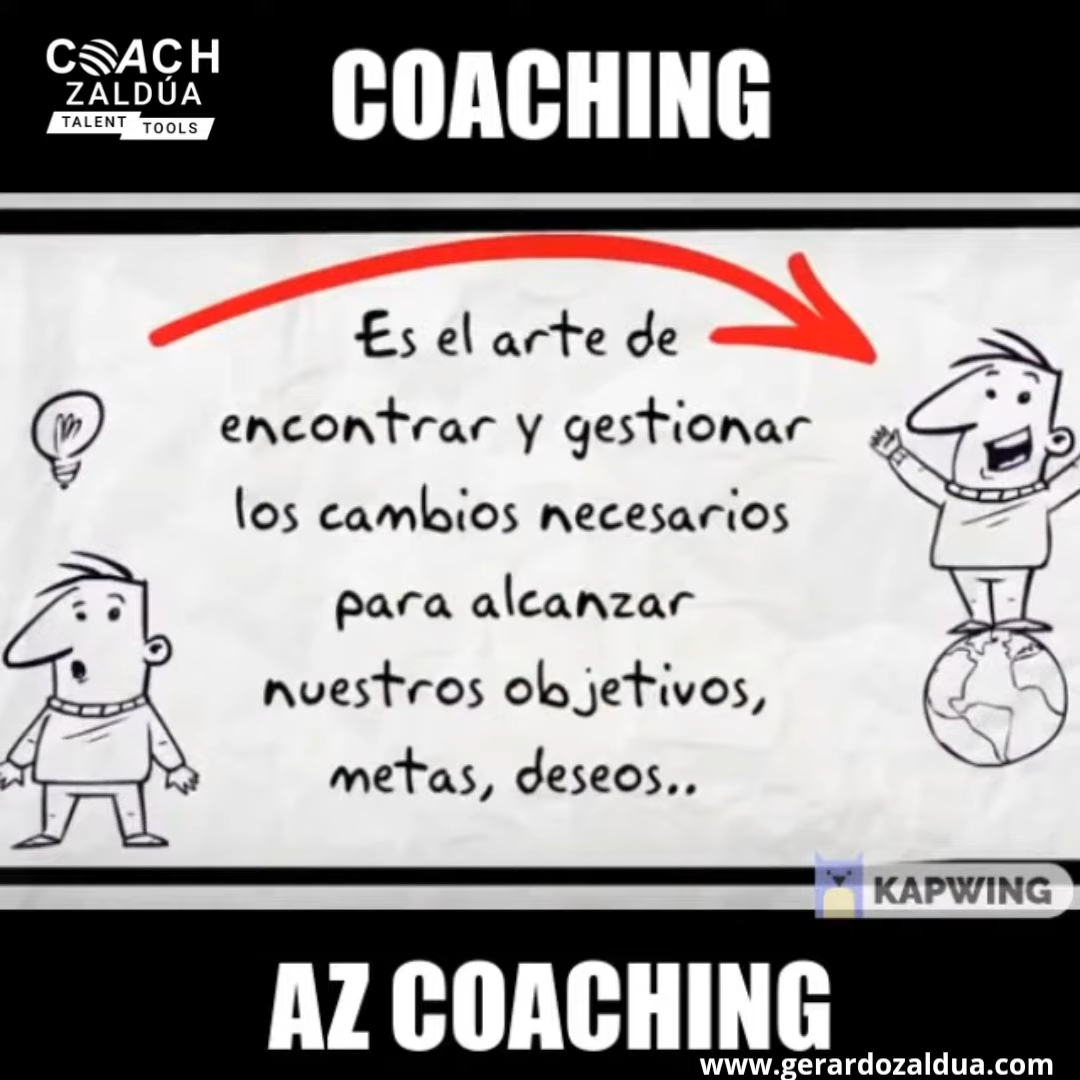 COACH
ZALDÚA
TALENT TOOLS
COACHING
Es el arte de
encontrar y gestionar
los cambios necesarios
para alcanzar
nuestros objetivos,
metas, deseos..
KAPWING
AZ COACHING
www.gerardozaldua.com